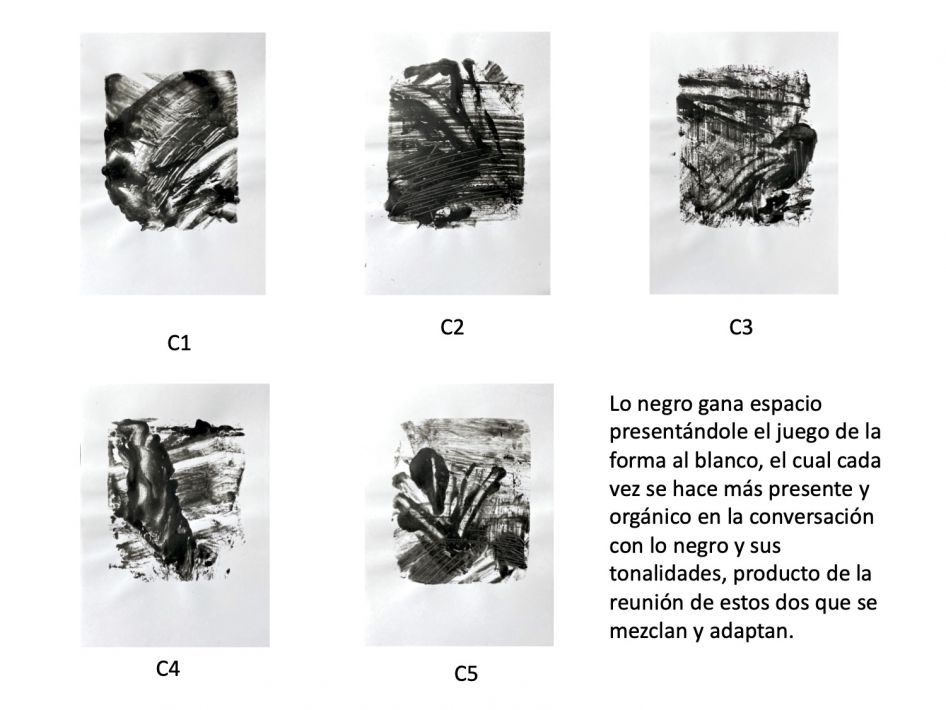 C1
C2
C3
C4
C5
Lo negro gana espacio
presentándole el juego de la
forma al blanco, el cual cada
vez se hace más presente y
orgánico en la conversación
con lo negro y sus
tonalidades, producto de la
reunión de estos dos que se
mezclan y adaptan.